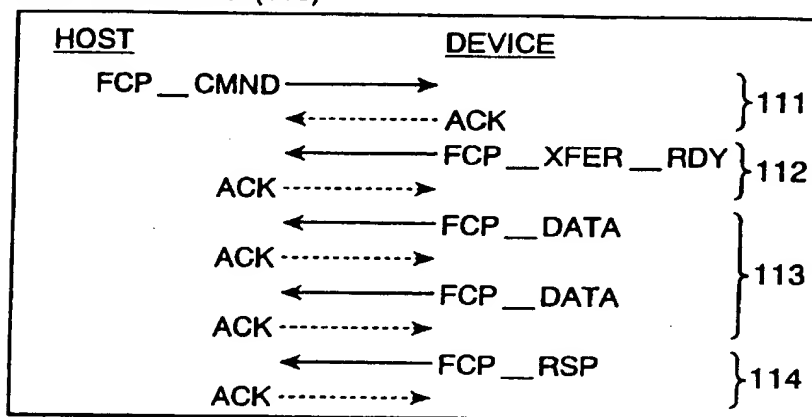 HOST DEVICE
FCP__CMND
ACK
} 111
FCP__XFER__RDY
ACK
} 112
FCP__DATA
ACK
FCP__DATA
ACK
} 113
FCP__RSP
ACK
} 114